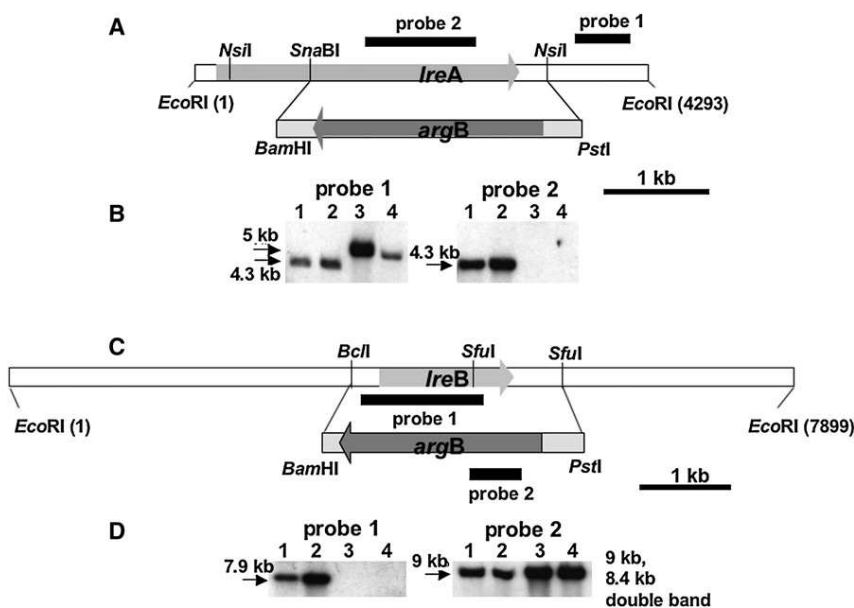 A
probe 2
probe 1
NsiI
SnaBI
NsiI
lreA
EcoRI (1)
EcoRI (4293)
argB
BamHI
PstI
1 kb
B
probe 1
probe 2
1 2 3 4
1 2 3 4
5 kb
4.3 kb
4.3 kb
C
BclI
SfuI
SfuI
lreB
EcoRI (1)
probe 1
EcoRI (7899)
argB
BamHI
PstI
probe 2
1 kb
D
probe 1
probe 2
1 2 3 4
1 2 3 4
7.9 kb
9 kb
9 kb,
8.4 kb
double band